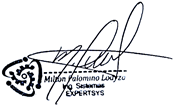 Milton Palomino Loayza
Ing Sistemas
EXPERTSYS